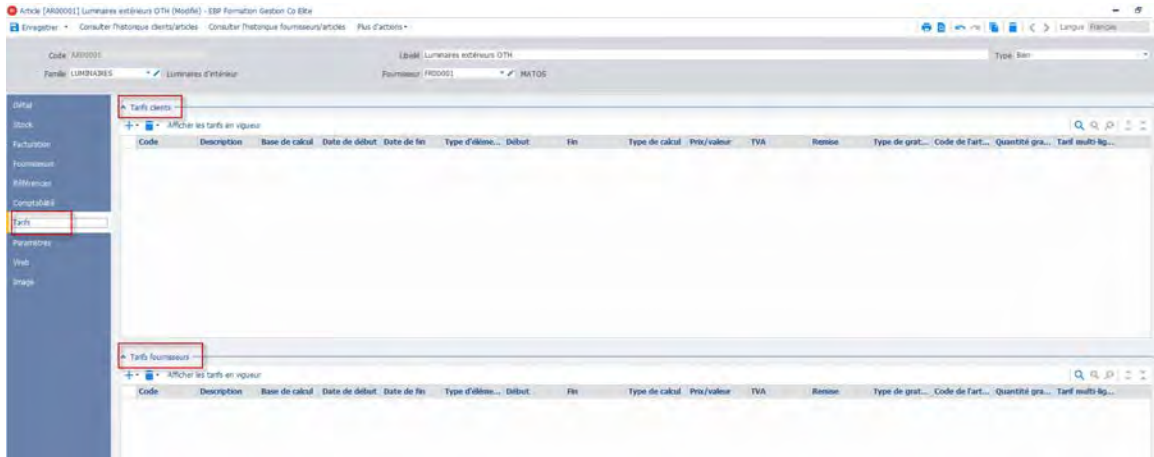 Article [AR00001] Luminaires extérieurs OTH (Modifié) - EBP Formation Gestion Co Elite
Enregistrer Consulter l'historique clients/articles Consulter l'historique fournisseurs/articles Plus d'actions Langue Français
Code AR00001 Libellé Luminaires extérieurs OTH Type Bien
Famille LUMINAIRES Luminaires d'intérieur Fournisseur FR00001 MATOS
Détail
Stock
Facturation
Fournisseurs
Références
Comptabilité
Tarifs
Paramètres
Web
Image
Tarifs clients
Afficher les tarifs en vigueur
Code Description Base de calcul Date de début Date de fin Type d'éléme... Début Fin Type de calcul Prix/valeur TVA Remise Type de grat... Code de l'art... Quantité gra... Tarif multi-lig...
Tarifs fournisseurs
Afficher les tarifs en vigueur
Code Description Base de calcul Date de début Date de fin Type d'éléme... Début Fin Type de calcul Prix/valeur TVA Remise Type de grat... Code de l'art... Quantité gra... Tarif multi-lig...